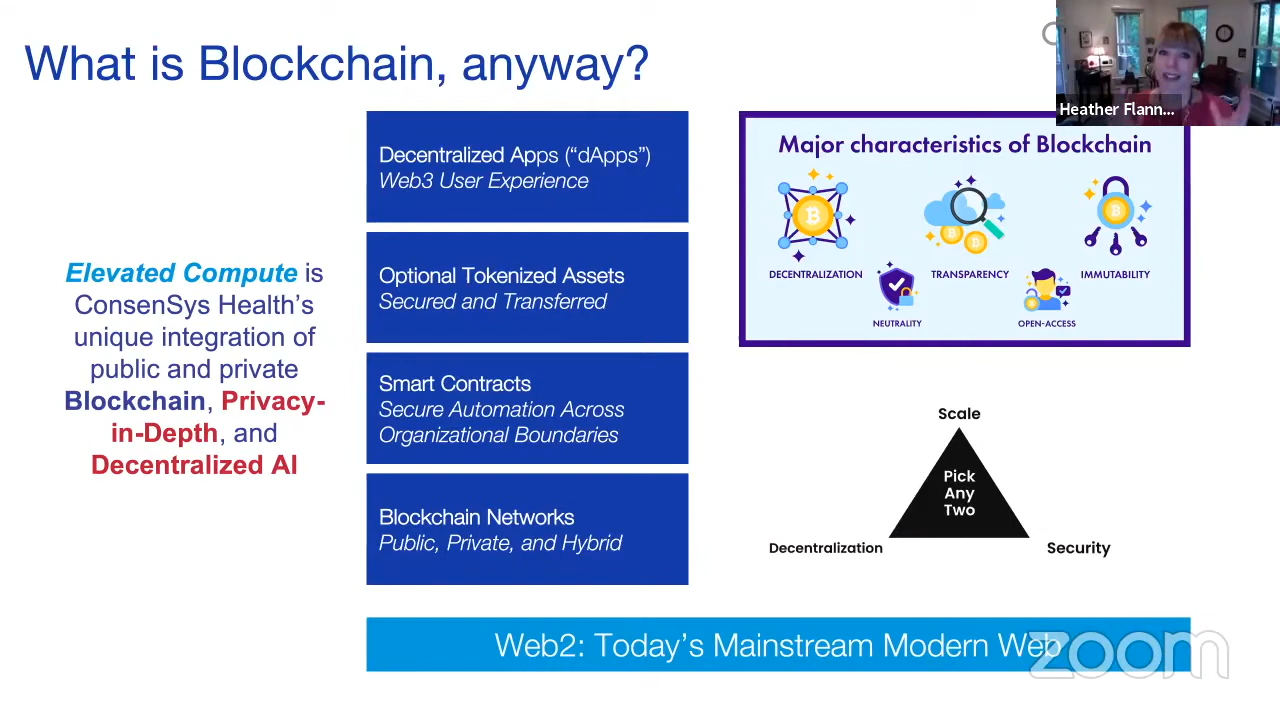 What is Blockchain, anyway?
Heather Flann...
Elevated Compute is
ConsenSys Health’s
unique integration of
public and private
Blockchain, Privacy-
in-Depth, and
Decentralized AI
Decentralized Apps (“dApps”)
Web3 User Experience
Optional Tokenized Assets
Secured and Transferred
Smart Contracts
Secure Automation Across
Organizational Boundaries
Blockchain Networks
Public, Private, and Hybrid
Major characteristics of Blockchain
DECENTRALIZATION
TRANSPARENCY
IMMUTABILITY
NEUTRALITY
OPEN-ACCESS
Scale
Pick
Any
Two
Decentralization
Security
Web2: Today’s Mainstream Modern Web
zoom